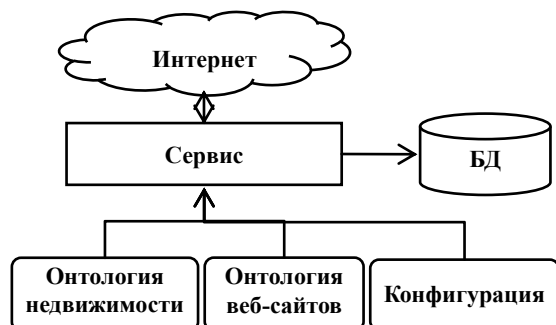 Интернет
Сервис
БД
Онтология
недвижимости
Онтология
веб-сайтов
Конфигурация